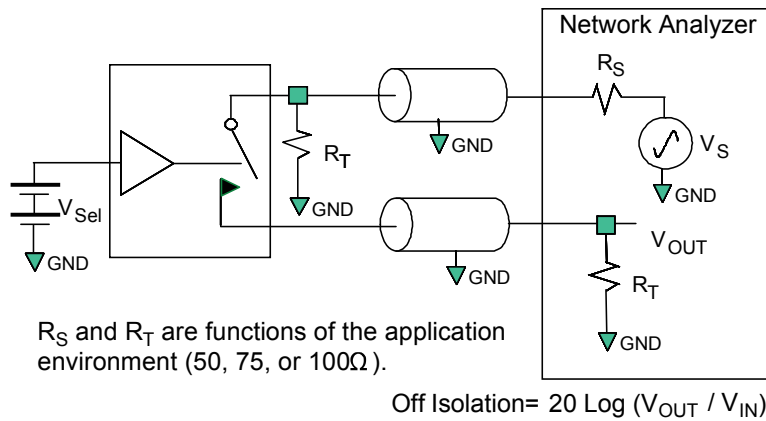 Network Analyzer
R_S
GND
V_S
GND
R_T
GND
V_Sel
GND
GND
V_OUT
R_T
GND
R_S and R_T are functions of the application
environment (50, 75, or 100Ω ).
Off Isolation= 20 Log (V_OUT / V_IN)